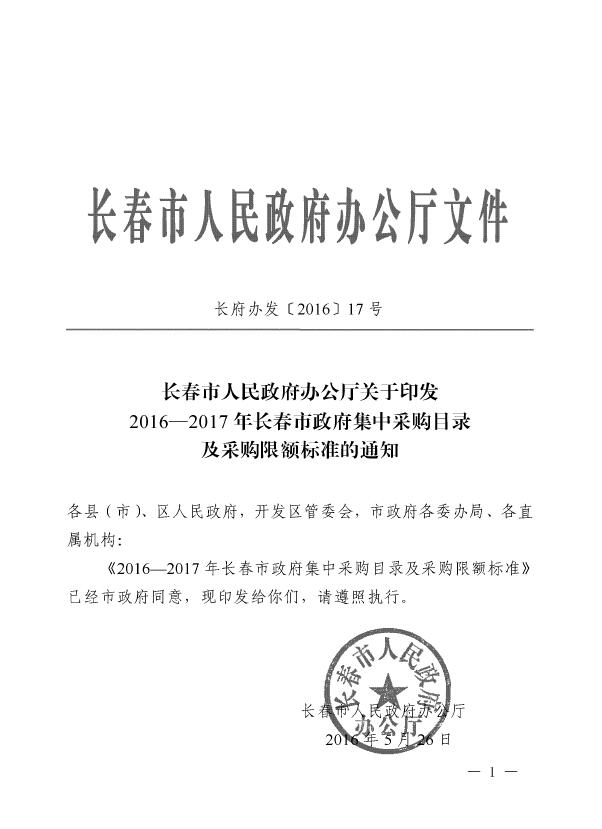 长春市人民政府办公厅文件
长府办发〔2016〕17号
长春市人民政府办公厅关于印发
2016—2017年长春市政府集中采购目录
及采购限额标准的通知
各县（市）、区人民政府，开发区管委会，市政府各委办局、各直
属机构：
《2016—2017年长春市政府集中采购目录及采购限额标准》
已经市政府同意，现印发给你们，请遵照执行。
长春市人民政府
办公厅
长春市人民政府办公厅
2016年5月26日
— 1 —